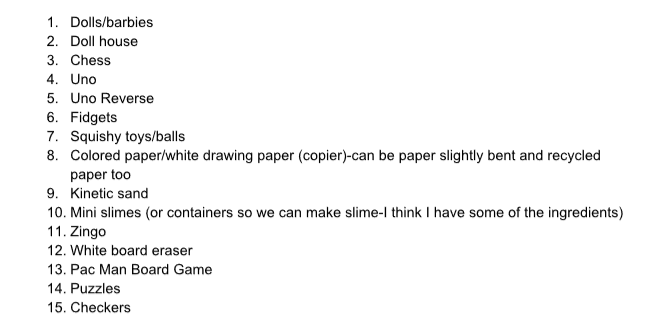 1. Dolls/barbies
2. Doll house
3. Chess
4. Uno
5. Uno Reverse
6. Fidgets
7. Squishy toys/balls
8. Colored paper/white drawing paper (copier)-can be paper slightly bent and recycled
paper too
9. Kinetic sand
10. Mini slimes (or containers so we can make slime-I think I have some of the ingredients)
11. Zingo
12. White board eraser
13. Pac Man Board Game
14. Puzzles
15. Checkers